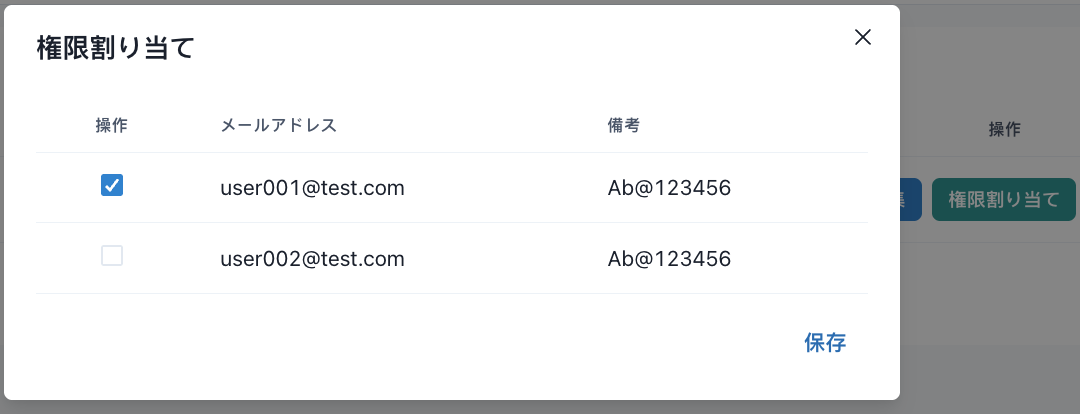 権限割り当て
操作 メールアドレス 備考
user001@test.com Ab@123456
user002@test.com Ab@123456
保存
操作
権限割り当て